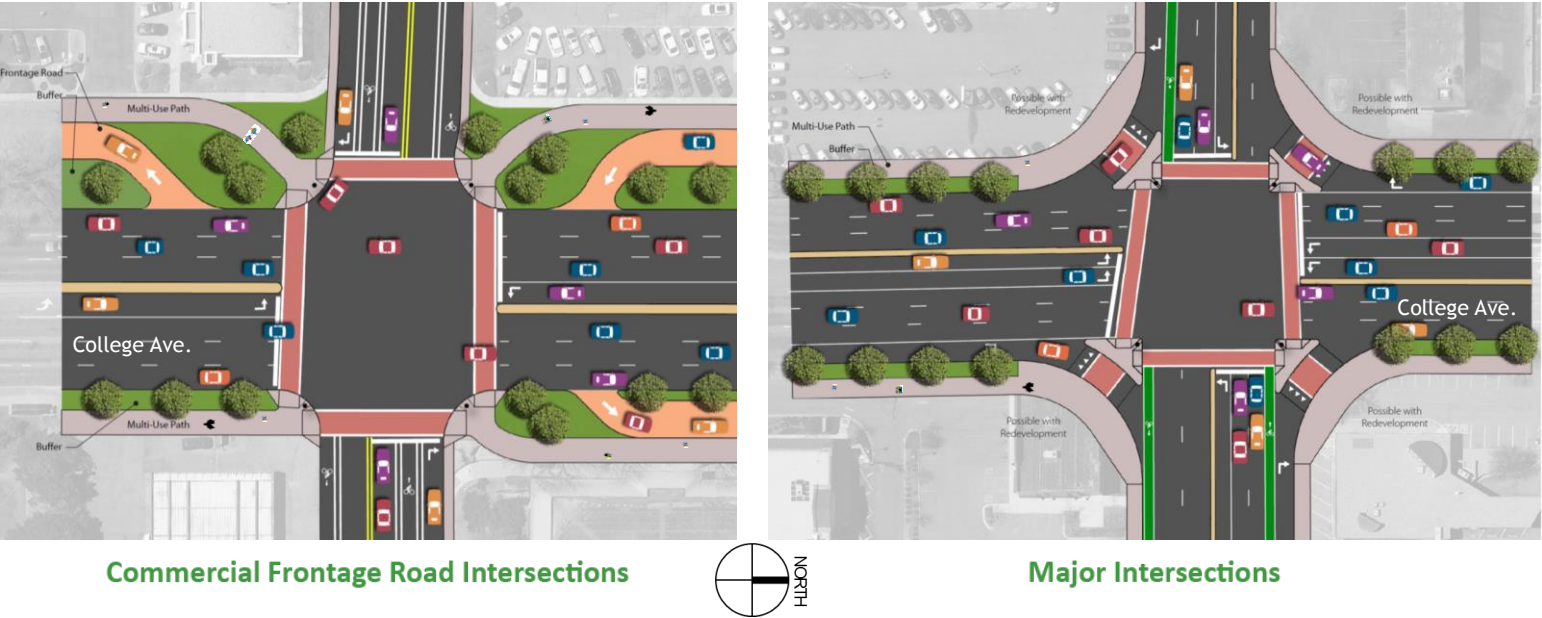 Frontage Road
Buffer
Multi-Use Path
College Ave.
Multi-Use Path
Buffer
Commercial Frontage Road Intersections
NORTH
Possible with
Redevelopment
Possible with
Redevelopment
Multi-Use Path
Buffer
College Ave.
Possible with
Redevelopment
Possible with
Redevelopment
Major Intersections